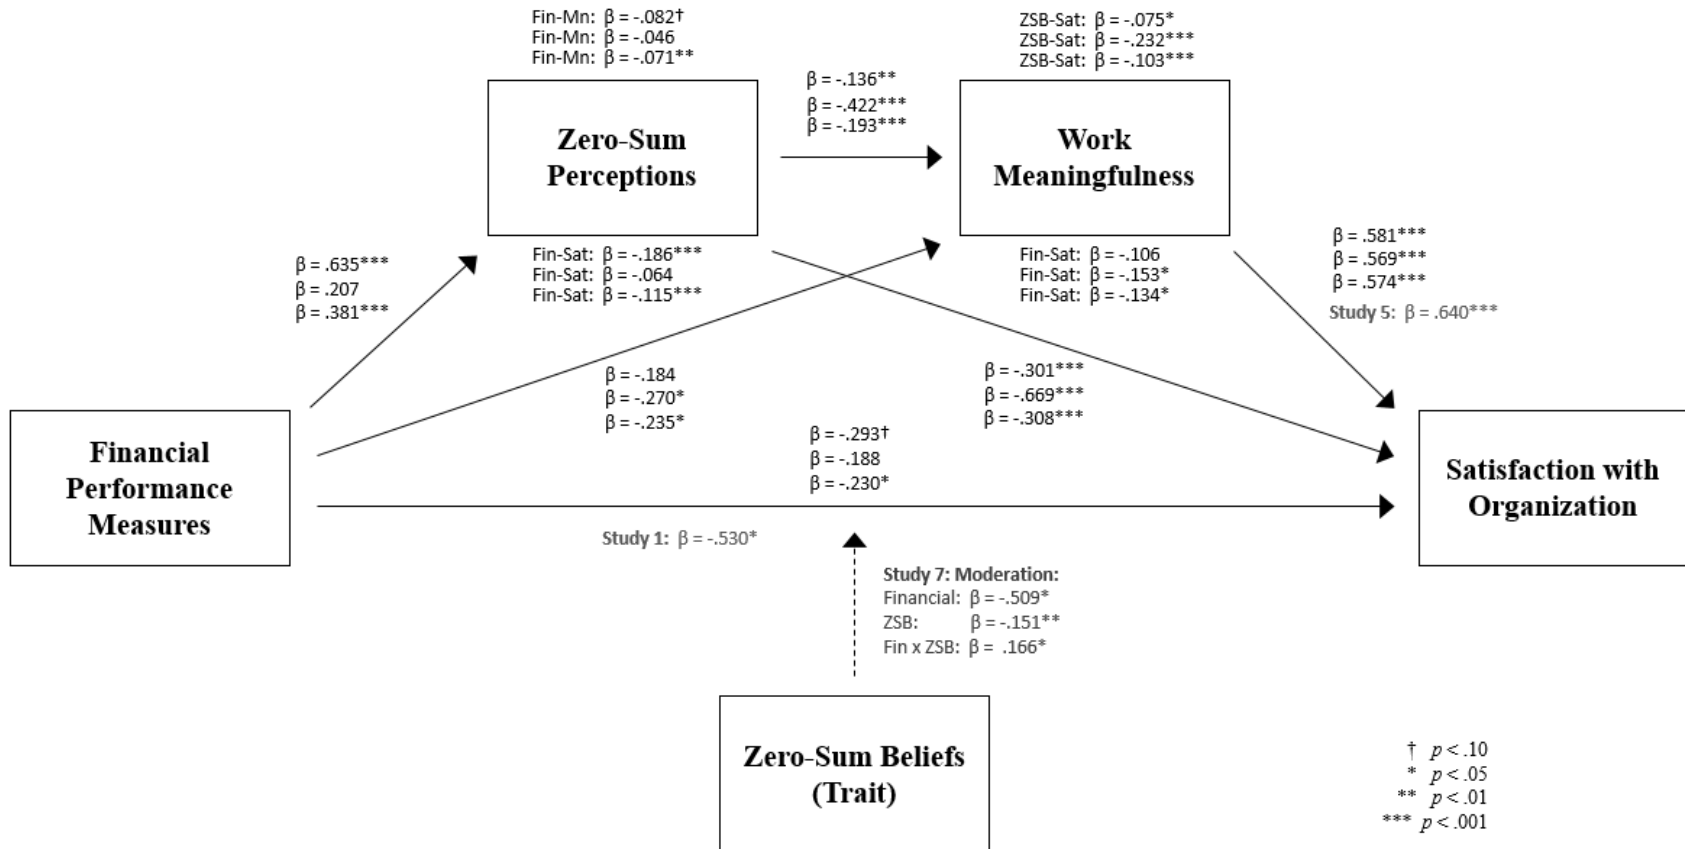 Fin-Mn: β = -.082†
Fin-Mn: β = -.046
Fin-Mn: β = -.071**
ZSB-Sat: β = -.075*
ZSB-Sat: β = -.232***
ZSB-Sat: β = -.103***
Zero-Sum
Perceptions
β = -.136**
β = -.422***
β = -.193***
Work
Meaningfulness
β = .635***
β = .207
β = .381***
Fin-Sat: β = -.186***
Fin-Sat: β = -.064
Fin-Sat: β = -.115***
Fin-Sat: β = -.106
Fin-Sat: β = -.153*
Fin-Sat: β = -.134*
β = .581***
β = .569***
β = .574***
Study 5: β = .640***
β = -.184
β = -.270*
β = -.235*
β = -.301***
β = -.669***
β = -.308***
Financial
Performance
Measures
β = -.293†
β = -.188
β = -.230*
Satisfaction with
Organization
Study 1: β = -.530*
Study 7: Moderation:
Financial: β = -.509*
ZSB: β = -.151**
Fin x ZSB: β = .166*
Zero-Sum Beliefs
(Trait)
† p < .10
* p < .05
** p < .01
*** p < .001